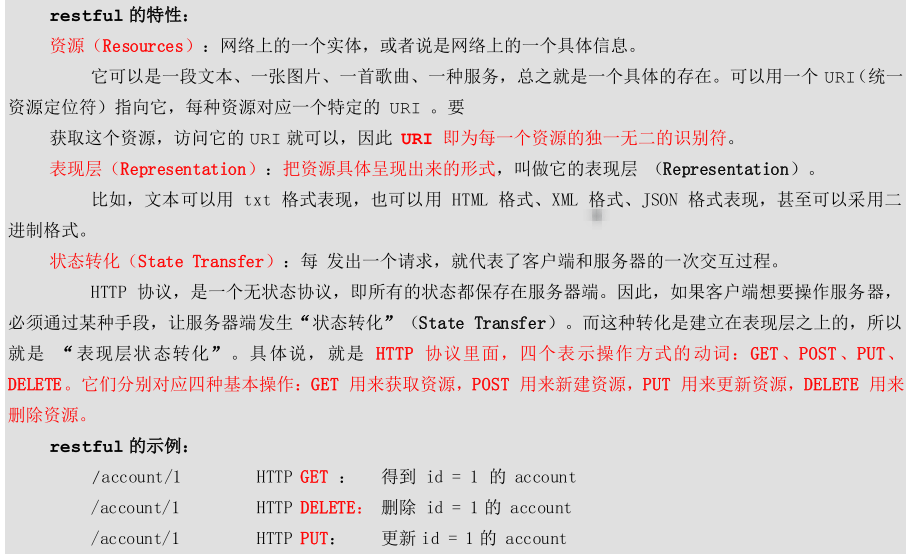 restful 的特性：
资源（Resources）：网络上的一个实体，或者说是网络上的一个具体信息。
它可以是一段文本、一张图片、一首歌曲、一种服务，总之就是一个具体的存在。可以用一个 URI（统一
资源定位符）指向它，每种资源对应一个特定的 URI 。要
获取这个资源，访问它的 URI 就可以，因此 URI 即为每一个资源的独一无二的识别符。
表现层（Representation）：把资源具体呈现出来的形式，叫做它的表现层 （Representation）。
比如，文本可以用 txt 格式表现，也可以用 HTML 格式、XML 格式、JSON 格式表现，甚至可以采用二
进制格式。
状态转化（State Transfer）：每 发出一个请求，就代表了客户端和服务器的一次交互过程。
HTTP 协议，是一个无状态协议，即所有的状态都保存在服务器端。因此，如果客户端想要操作服务器，
必须通过某种手段，让服务器端发生“状态转化”（State Transfer）。而这种转化是建立在表现层之上的，所以
就是 “表现层状态转化”。具体说，就是 HTTP 协议里面，四个表示操作方式的动词：GET、POST、PUT、
DELETE。它们分别对应四种基本操作：GET 用来获取资源，POST 用来新建资源，PUT 用来更新资源，DELETE 用来
删除资源。
restful 的示例：
/account/1 HTTP GET ： 得到 id = 1 的 account
/account/1 HTTP DELETE： 删除 id = 1 的 account
/account/1 HTTP PUT： 更新 id = 1 的 account